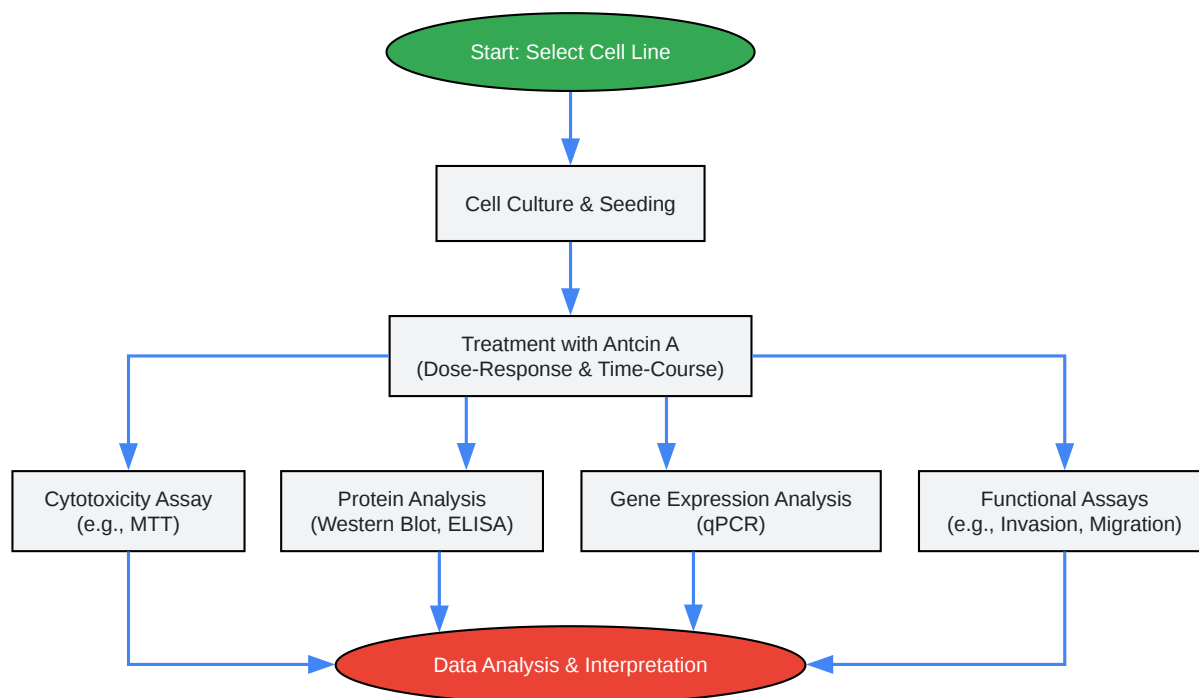 Start: Select Cell Line
Cell Culture & Seeding
Treatment with Antcin A
(Dose-Response & Time-Course)
Cytotoxicity Assay
(e.g., MTT)
Protein Analysis
(Western Blot, ELISA)
Gene Expression Analysis
(qPCR)
Functional Assays
(e.g., Invasion, Migration)
Data Analysis & Interpretation